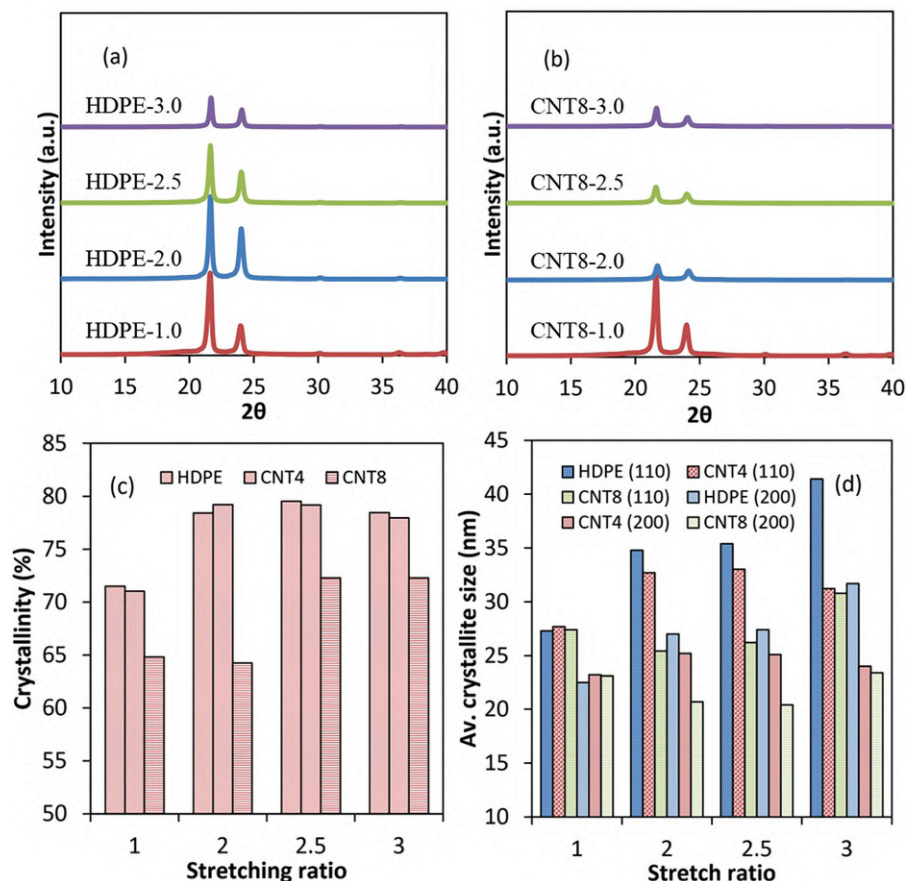 (a)
HDPE-3.0
HDPE-2.5
HDPE-2.0
HDPE-1.0
Intensity (a.u.)
10 15 20 25 30 35 40
2θ
(b)
CNT8-3.0
CNT8-2.5
CNT8-2.0
CNT8-1.0
Intensity (a.u.)
10 15 20 25 30 35 40
2θ
(c)
HDPE CNT4 CNT8
Crystallinity (%)
85
80
75
70
65
60
55
50
1 2 2.5 3
Stretching ratio
(d)
HDPE (110) CNT4 (110)
CNT8 (110) HDPE (200)
CNT4 (200) CNT8 (200)
Av. crystallite size (nm)
45
40
35
30
25
20
15
10
1 2 2.5 3
Stretch ratio